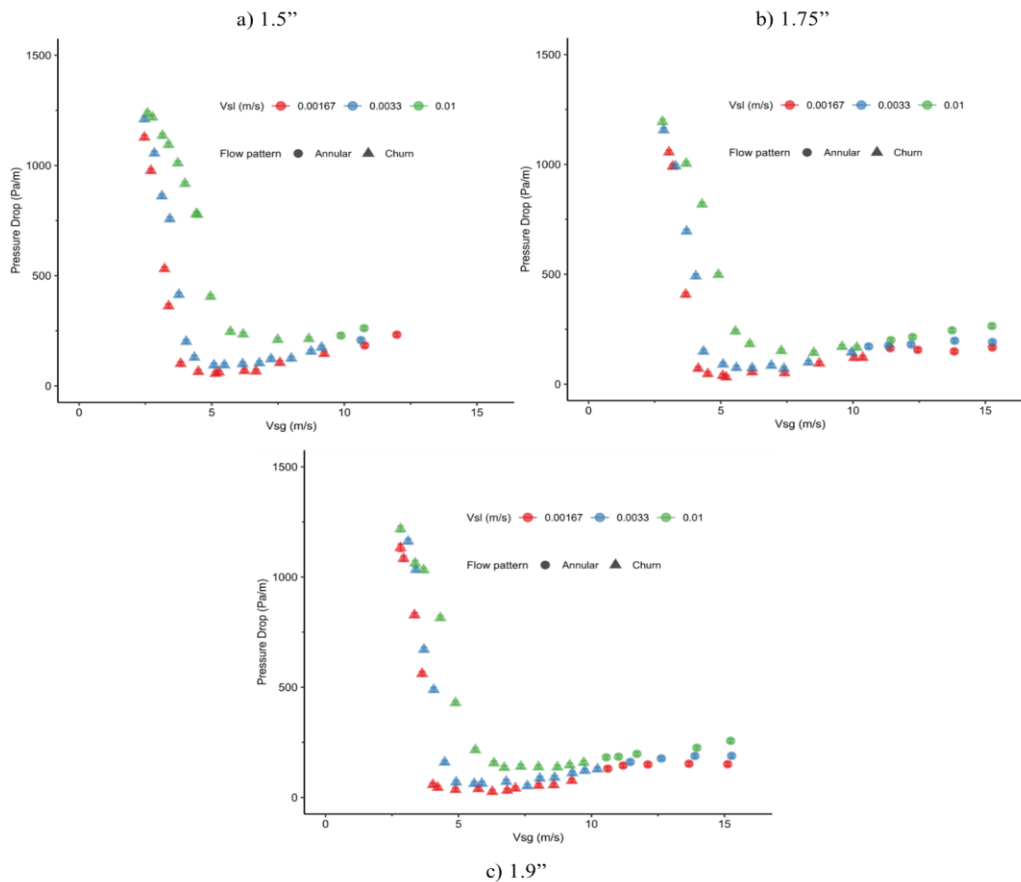 a) 1.5”
1500
1000
500
0
Pressure Drop (Pa/m)
Vsl (m/s) 0.00167 0.0033 0.01
Flow pattern Annular Churn
0 5 10 15
Vsg (m/s)
b) 1.75”
1500
1000
500
0
Pressure Drop (Pa/m)
Vsl (m/s) 0.00167 0.0033 0.01
Flow pattern Annular Churn
0 5 10 15
Vsg (m/s)
1500
1000
500
0
Pressure Drop (Pa/m)
Vsl (m/s) 0.00167 0.0033 0.01
Flow pattern Annular Churn
0 5 10 15
Vsg (m/s)
c) 1.9”